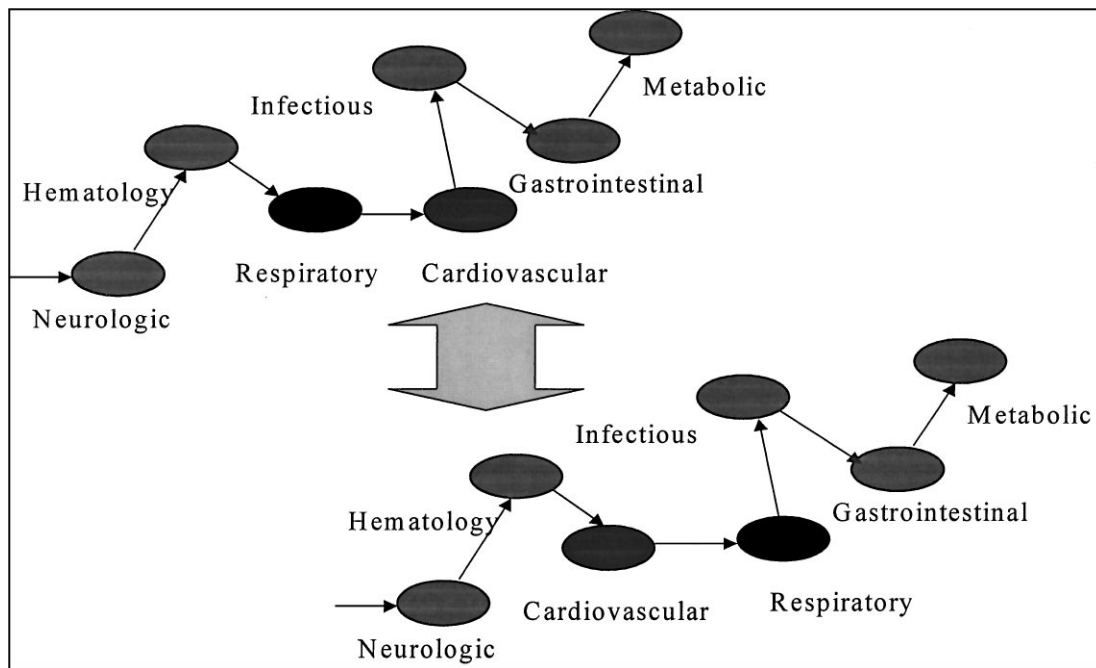 Metabolic
Infectious
Gastrointestinal
Hematology
Respiratory
Cardiovascular
Neurologic
Metabolic
Infectious
Gastrointestinal
Hematology
Cardiovascular
Respiratory
Neurologic